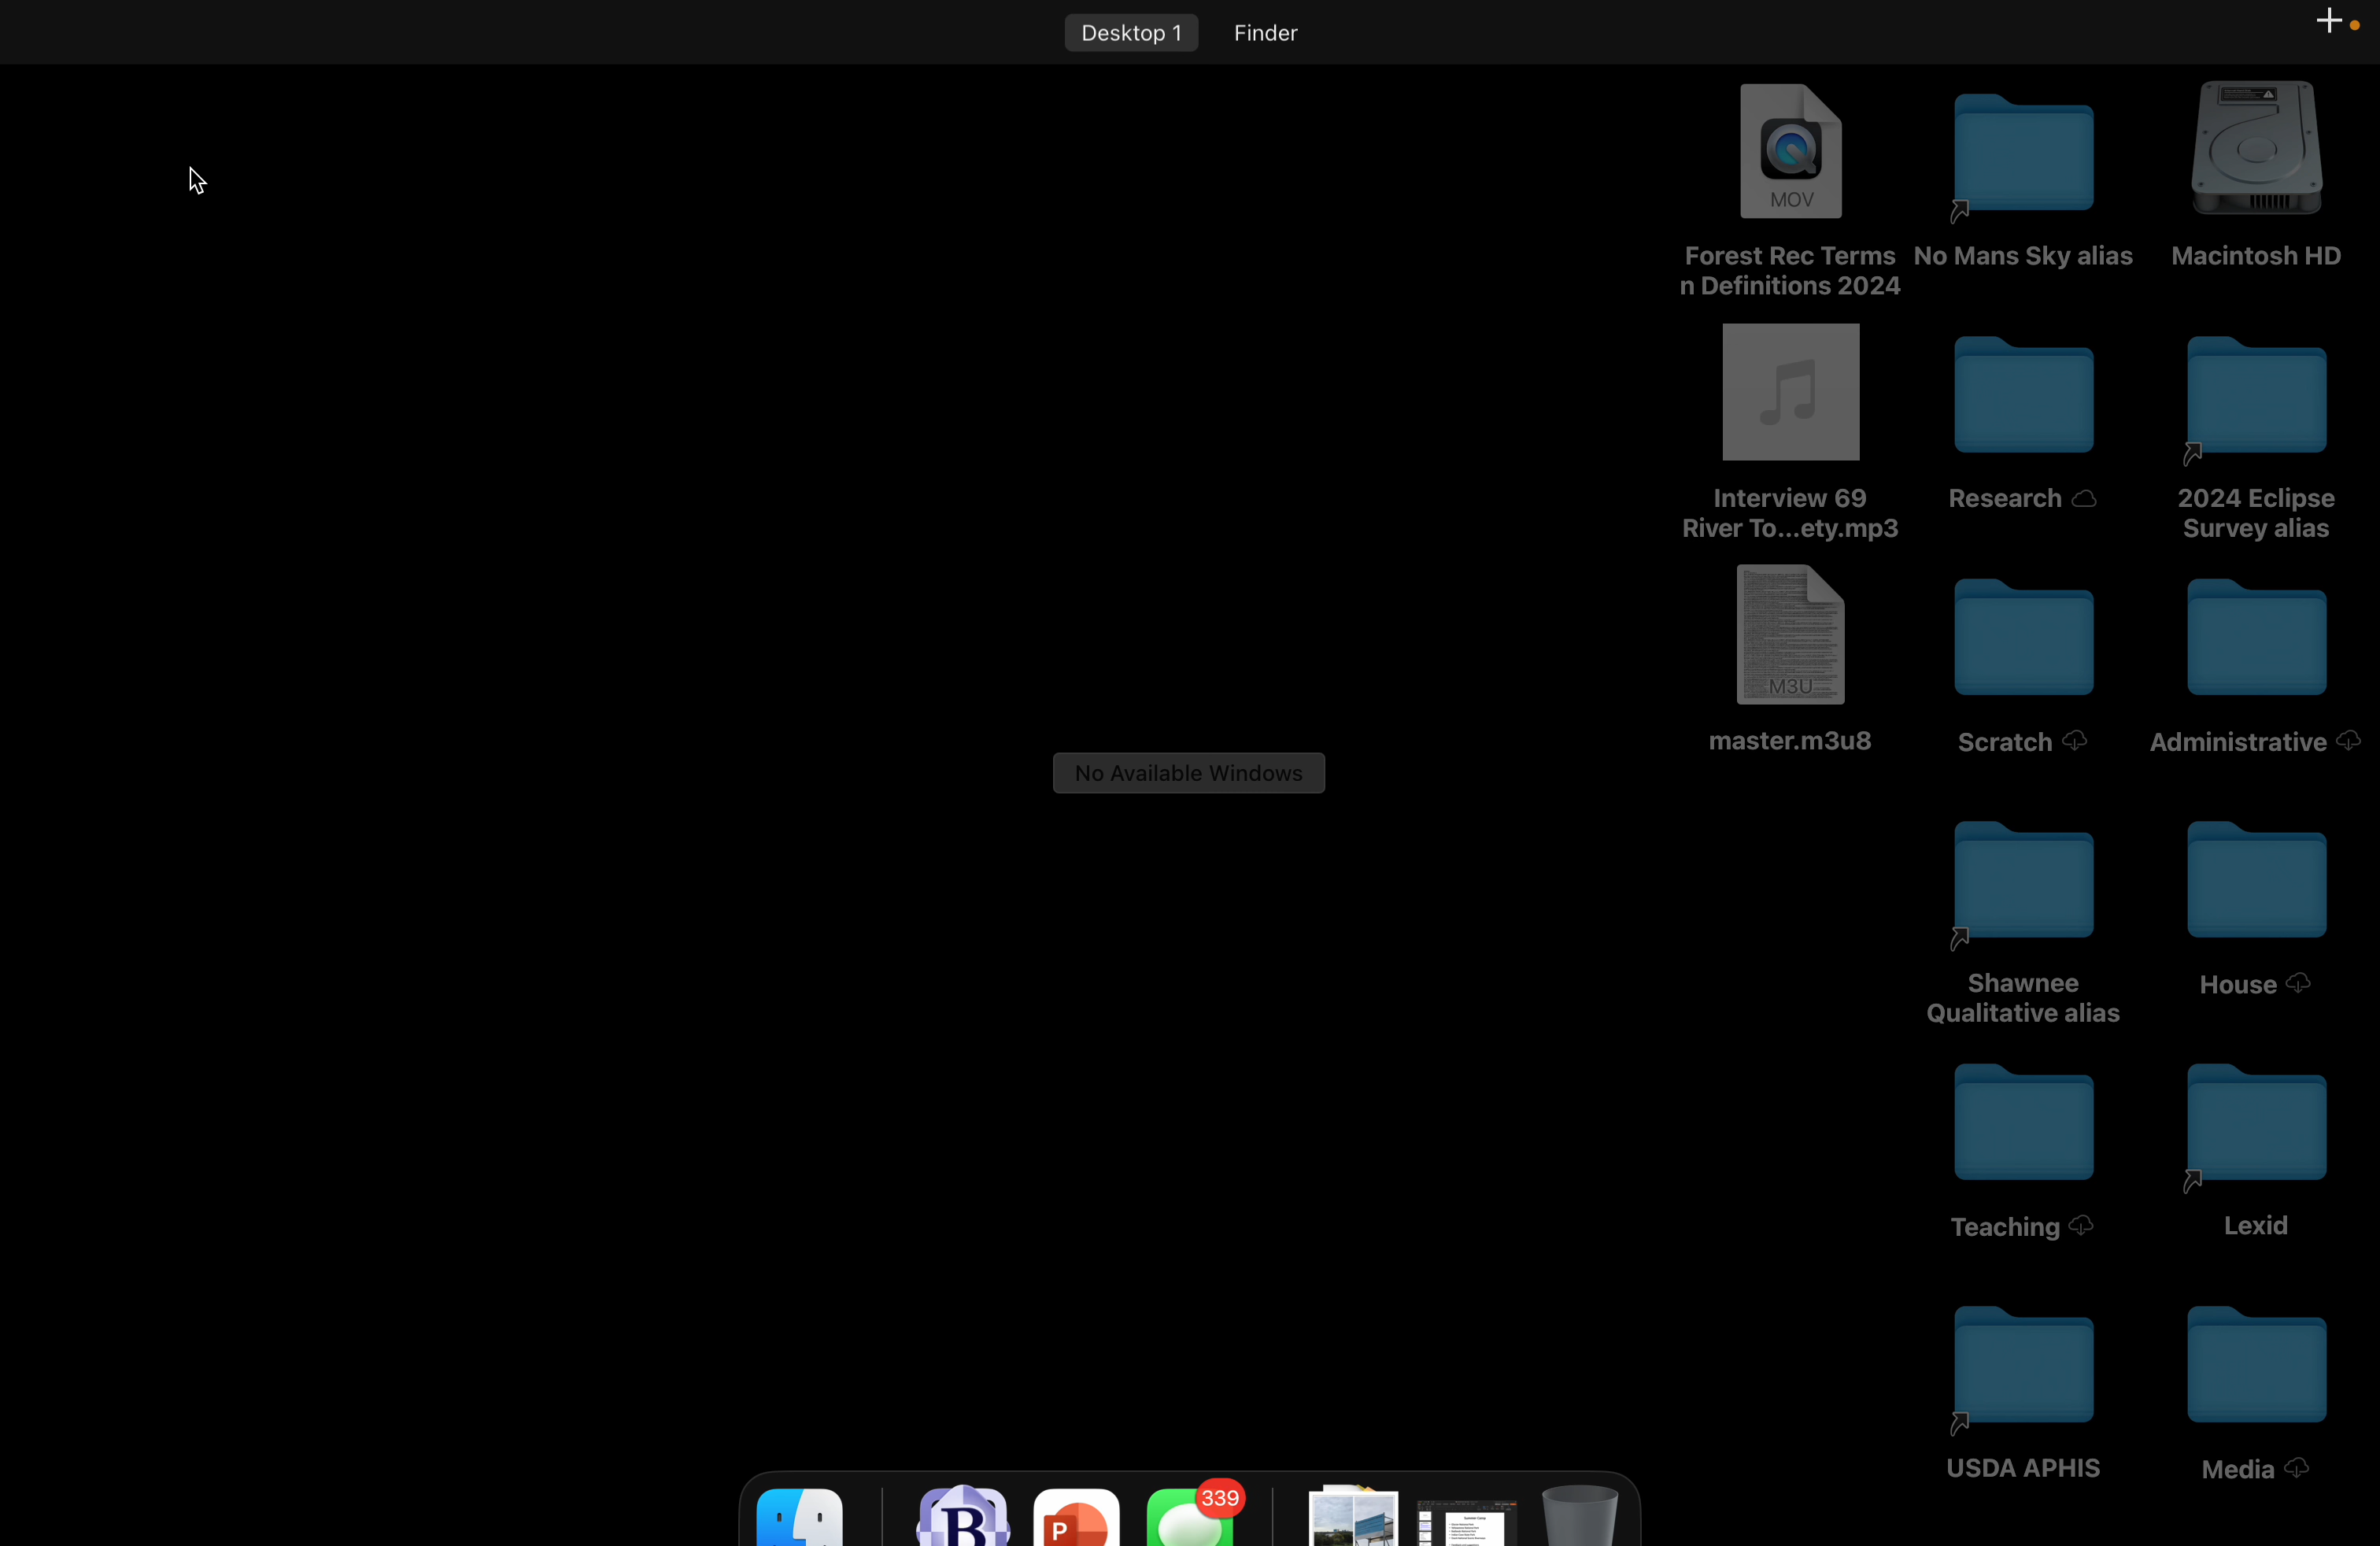 Desktop 1
Finder
MOV
Forest Rec Terms
n Definitions 2024
No Mans Sky alias
Macintosh HD
Interview 69
River To...ety.mp3
Research
2024 Eclipse
Survey alias
M3U
master.m3u8
Scratch
Administrative
No Available Windows
Shawnee
Qualitative alias
House
Teaching
Lexid
USDA APHIS
Media
B
P
339